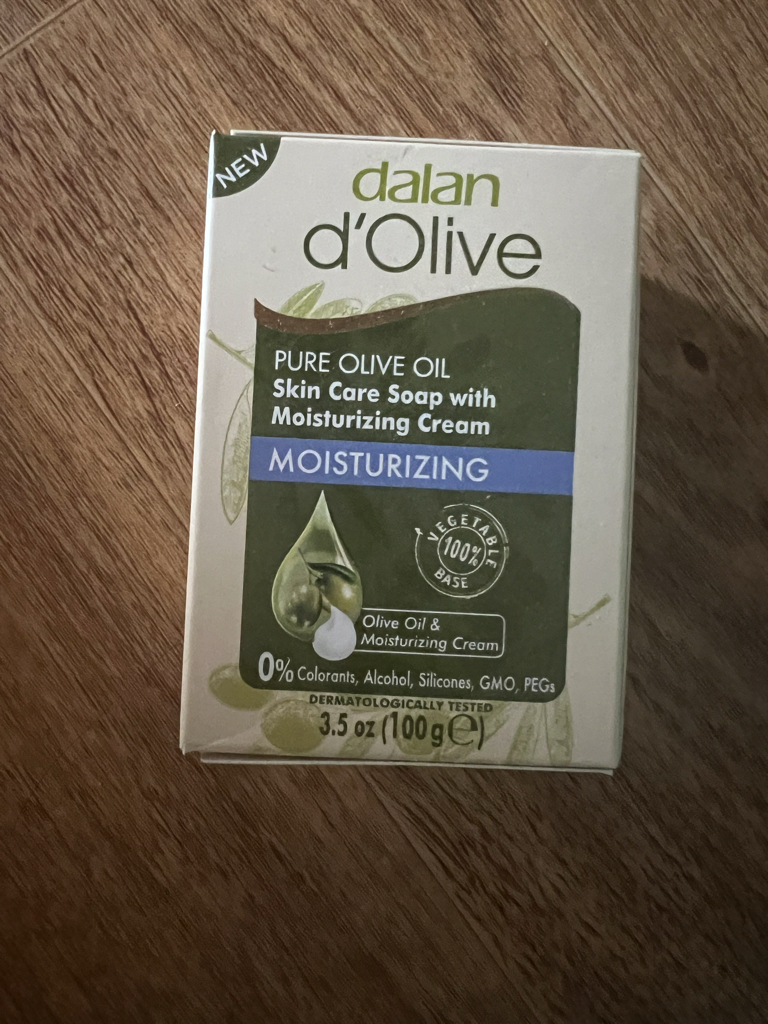 NEW
dalan
d'Olive
PURE OLIVE OIL
Skin Care Soap with
Moisturizing Cream
MOISTURIZING
VEGETABLE
100%
BASE
Olive Oil &
Moisturizing Cream
0% Colorants, Alcohol, Silicones, GMO, PEGs
DERMATOLOGICALLY TESTED
3.5 oz (100 g ℮)